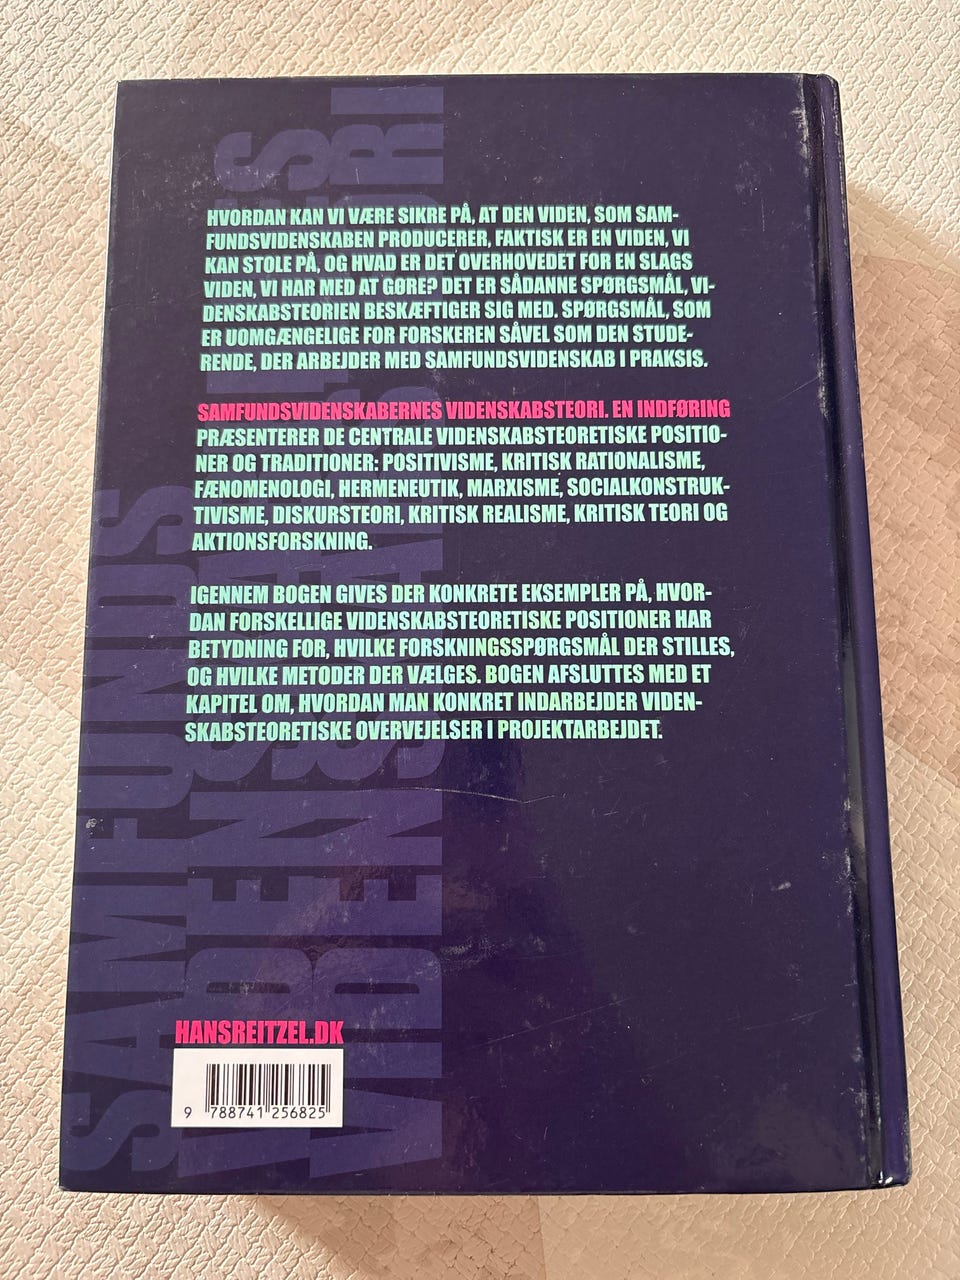 HVORDAN KAN VI VÆRE SIKRE PÅ, AT DEN VIDEN, SOM SAM-
FUNDSVIDENSKABEN PRODUCERER, FAKTISK ER EN VIDEN, VI
KAN STOLE PÅ, OG HVAD ER DET OVERHOVEDET FOR EN SLAGS
VIDEN, VI HAR MED AT GØRE? DET ER SÅDANNE SPØRGSMÅL, VI-
DENSKABSTEORIEN BESKÆFTIGER SIG MED. SPØRGSMÅL, SOM
ER UOMGÆNGELIGE FOR FORSKEREN SÅVEL SOM DEN STUDE-
RENDE, DER ARBEJDER MED SAMFUNDSVIDENSKAB I PRAKSIS.
SAMFUNDSVIDENSKABERNES VIDENSKABSTEORI. EN INDFØRING
PRÆSENTERER DE CENTRALE VIDENSKABSTEORETISKE POSITIO-
NER OG TRADITIONER: POSITIVISME, KRITISK RATIONALISME,
FÆNOMENOLOGI, HERMENEUTIK, MARXISME, SOCIALKONSTRUK-
TIVISME, DISKURSTEORI, KRITISK REALISME, KRITISK TEORI OG
AKTIONSFORSKNING.
IGENNEM BOGEN GIVES DER KONKRETE EKSEMPLER PÅ, HVOR-
DAN FORSKELLIGE VIDENSKABSTEORETISKE POSITIONER HAR
BETYDNING FOR, HVILKE FORSKNINGSSPØRGSMÅL DER STILLES,
OG HVILKE METODER DER VÆLGES. BOGEN AFSLUTTES MED ET
KAPITEL OM, HVORDAN MAN KONKRET INDARBEJDER VIDEN-
SKABSTEORETISKE OVERVEJELSER I PROJEKTARBEJDET.
SAMFUNDS
HANSREITZEL.DK
9 788741 256825